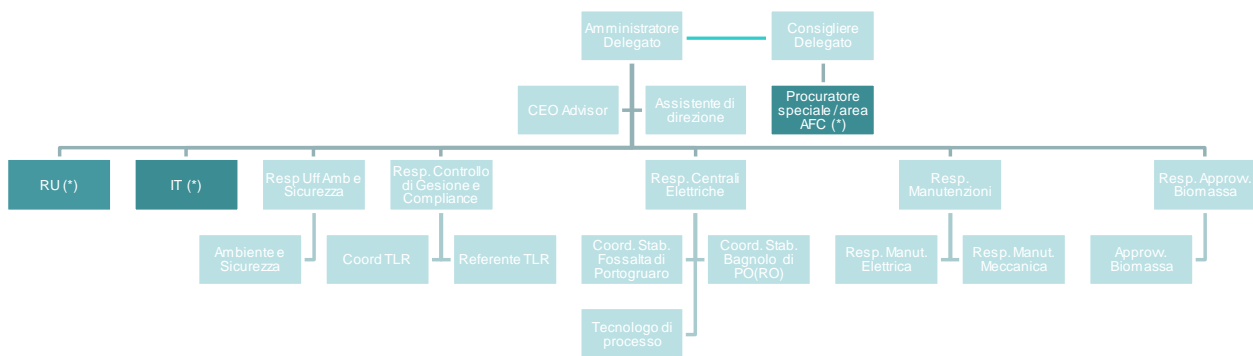 Amministratore
Delegato
Consigliere
Delegato
CEO Advisor
Assistente di
direzione
Procuratore
speciale /area
AFC (*)
RU (*)
IT (*)
Resp Uff Amb e
Sicurezza
Resp. Controllo
di Gesione e
Compliance
Resp. Centrali
Elettriche
Resp.
Manutenzioni
Resp. Approvv.
Biomassa
Ambiente e
Sicurezza
Coord TLR
Referente TLR
Coord. Stab.
Fossalta di
Portogruaro
Coord. Stab.
Bagnolo di
PO(RO)
Resp. Manut.
Elettrica
Resp. Manut.
Meccanica
Approvv.
Biomassa
Tecnologo di
processo